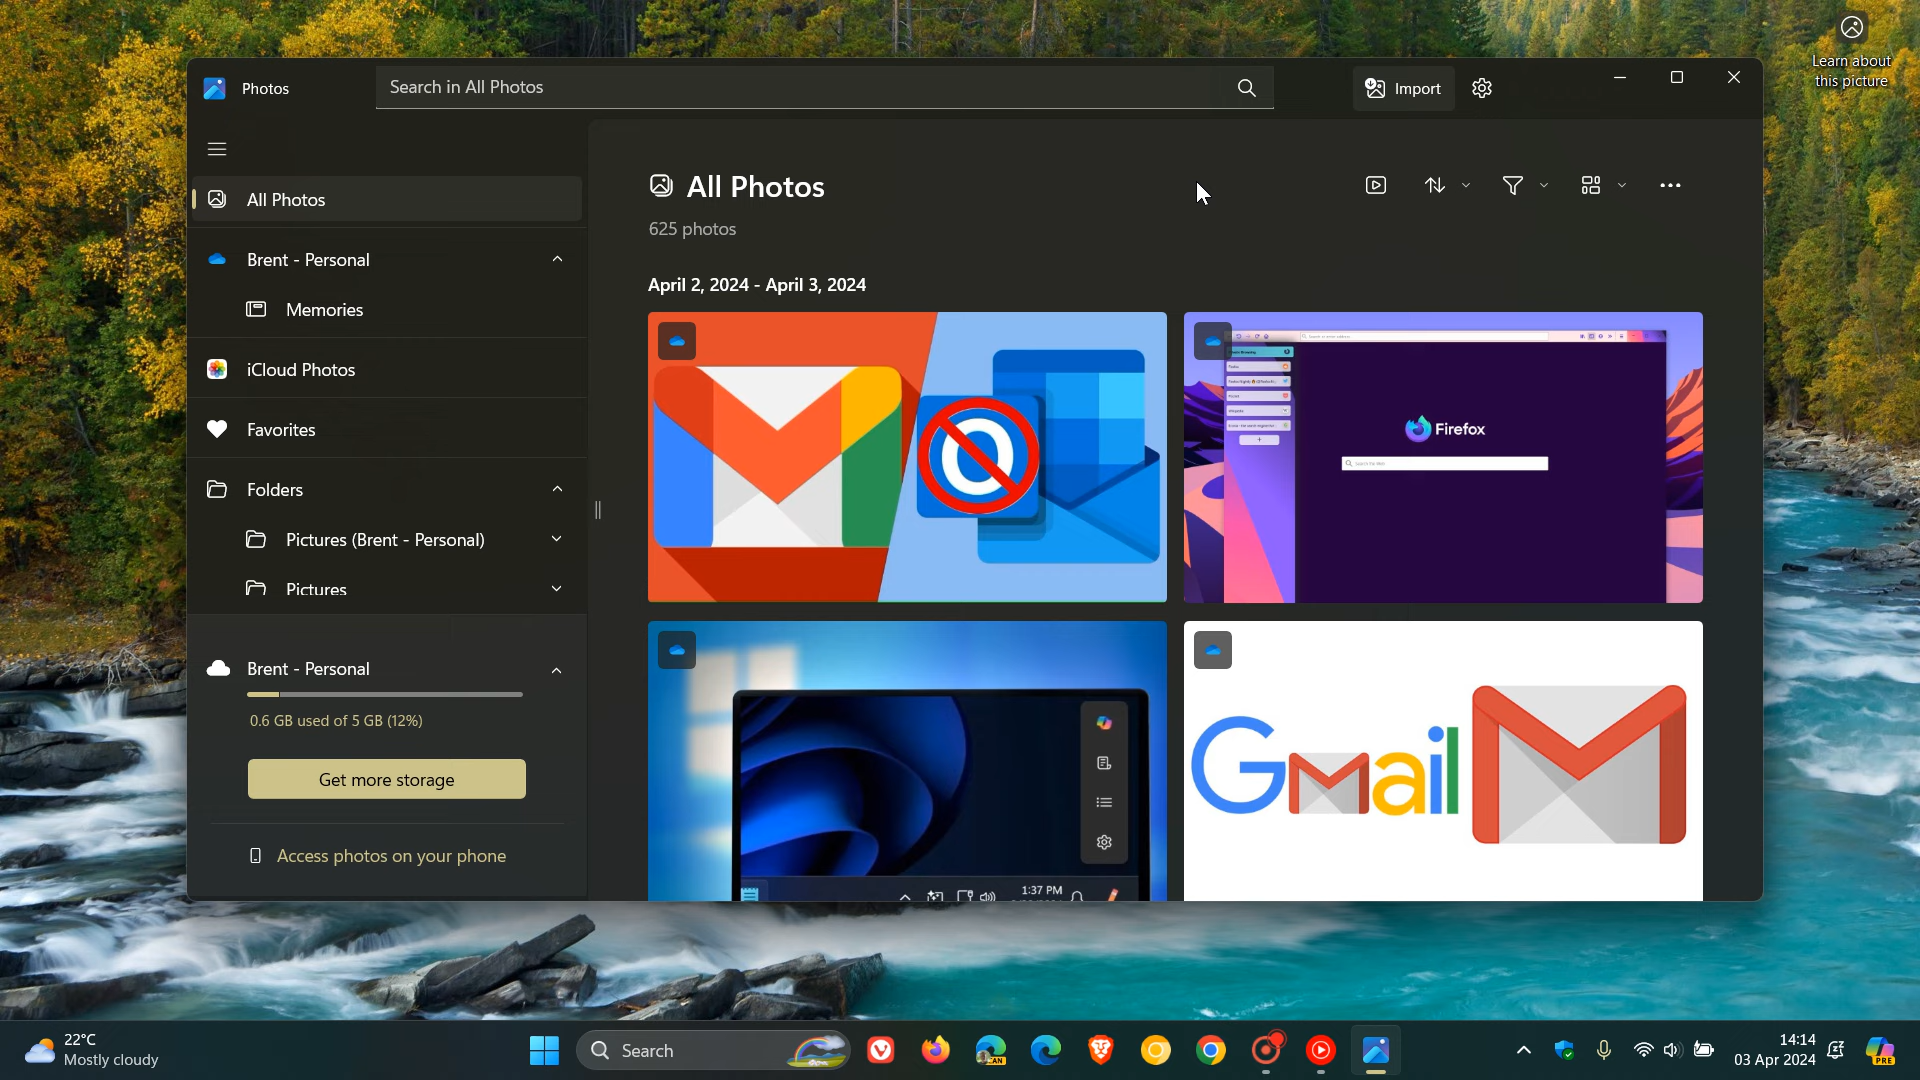 Learn about
this picture
Photos
Search in All Photos
Import
All Photos
Brent - Personal
Memories
iCloud Photos
Favorites
Folders
Pictures (Brent - Personal)
Pictures
Brent - Personal
0.6 GB used of 5 GB (12%)
Get more storage
Access photos on your phone
All Photos
625 photos
April 2, 2024 - April 3, 2024
O
Firefox
1:37 PM
Gmail
22°C
Mostly cloudy
Search
CAN
14:14
03 Apr 2024
PRE